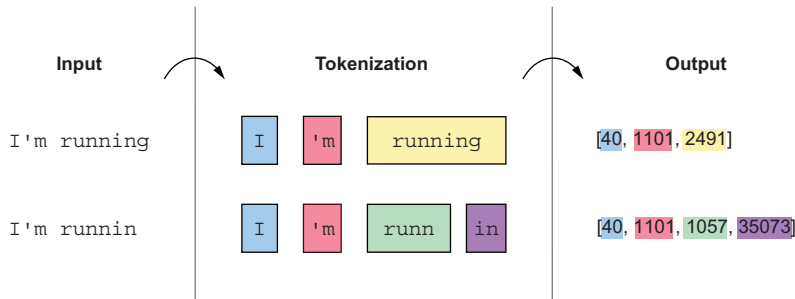 Input Tokenization Output
I'm running I 'm running [40, 1101, 2491]
I'm runnin I 'm runn in [40, 1101, 1057, 35073]